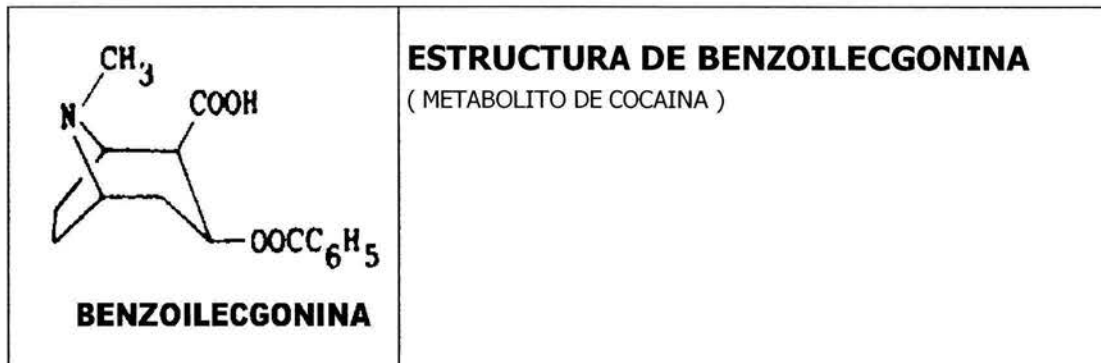 CH3
N
COOH
OOCC6H5
BENZOILECGONINA
ESTRUCTURA DE BENZOILECGONINA
( METABOLITO DE COCAINA )